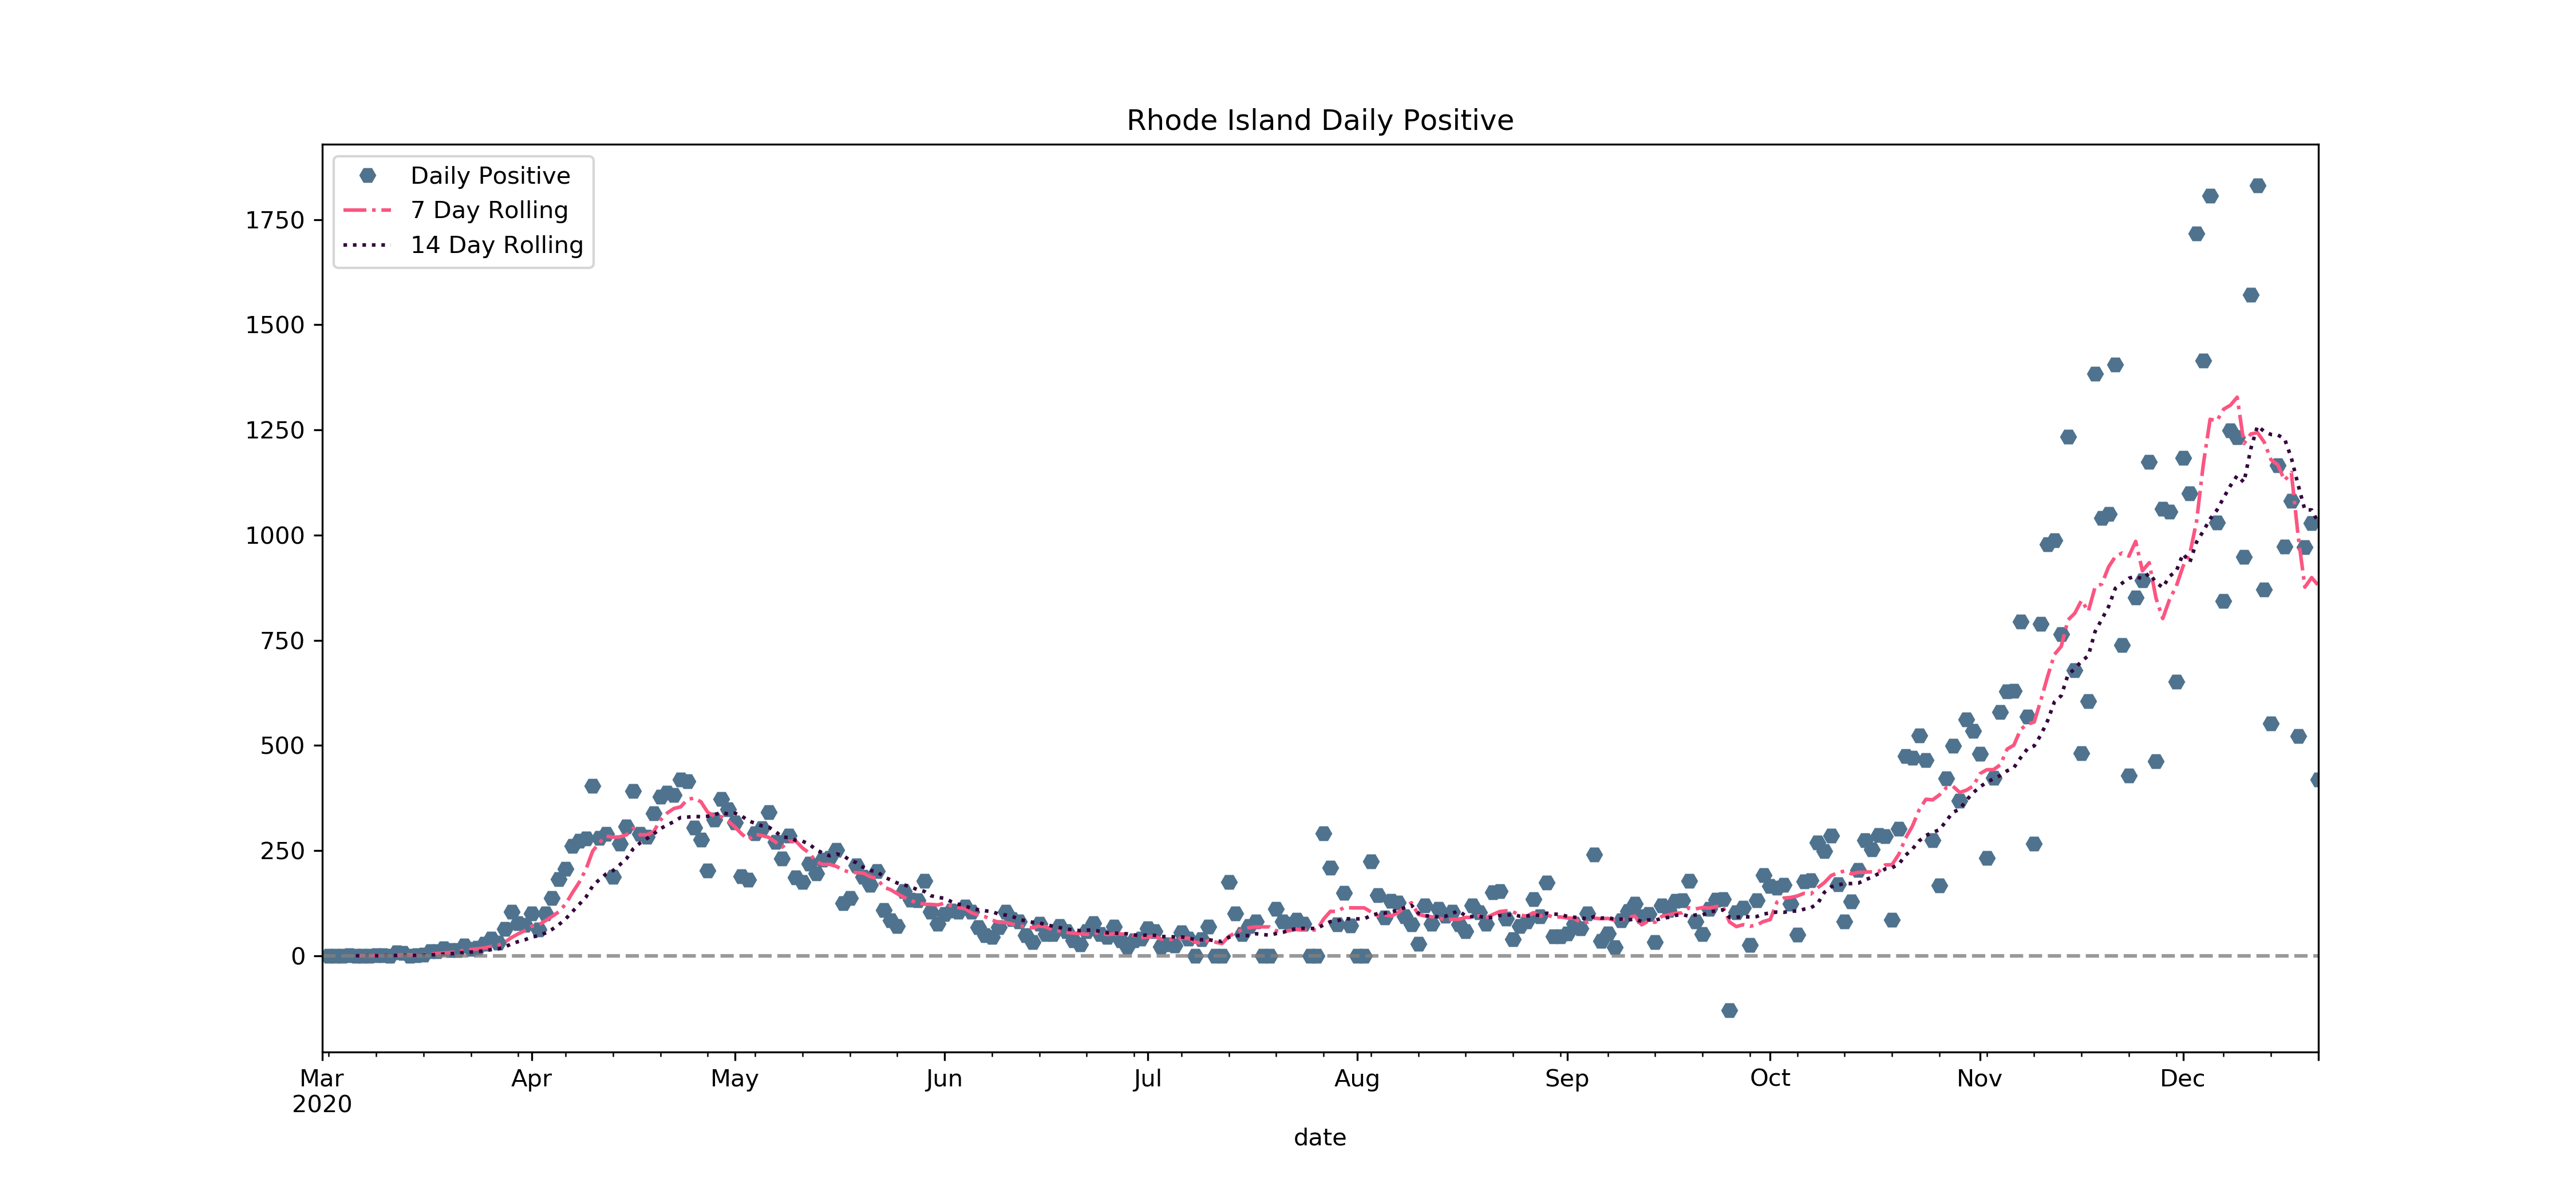 Rhode Island Daily Positive
Daily Positive
7 Day Rolling
14 Day Rolling
1750
1500
1250
1000
750
500
250
0
Mar Apr May Jun Jul Aug Sep Oct Nov Dec
2020
date